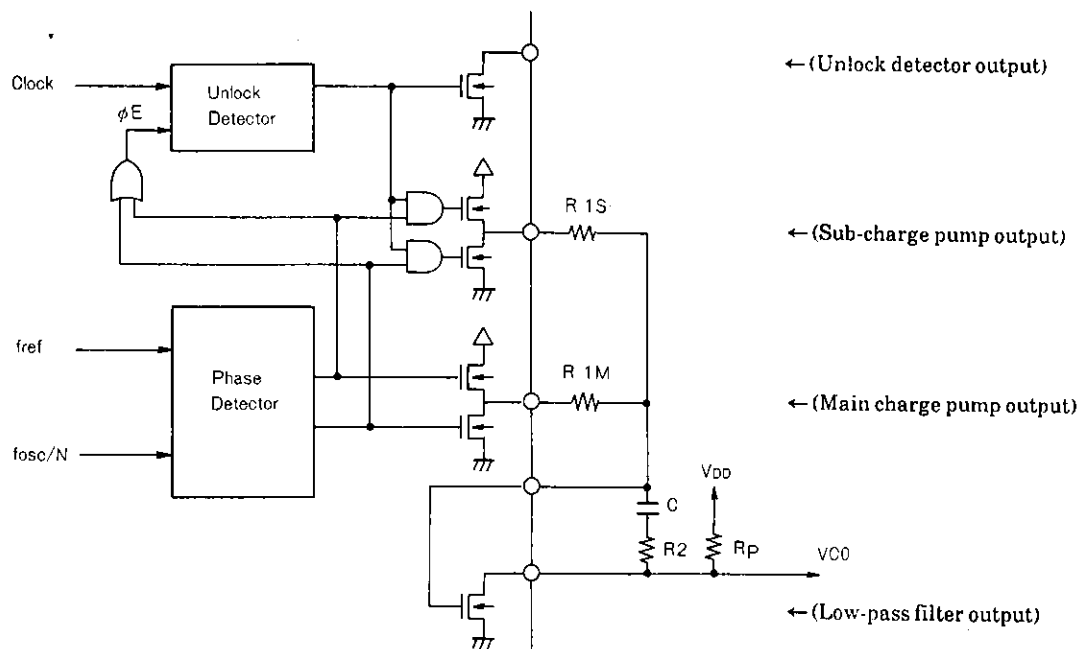 ← (Unlock detector output)
Clock
Unlock
Detector
φE
R 1S
← (Sub-charge pump output)
fref
Phase
Detector
R 1M
← (Main charge pump output)
fosc/N
VDD
C
R2
RP
VCO
← (Low-pass filter output)